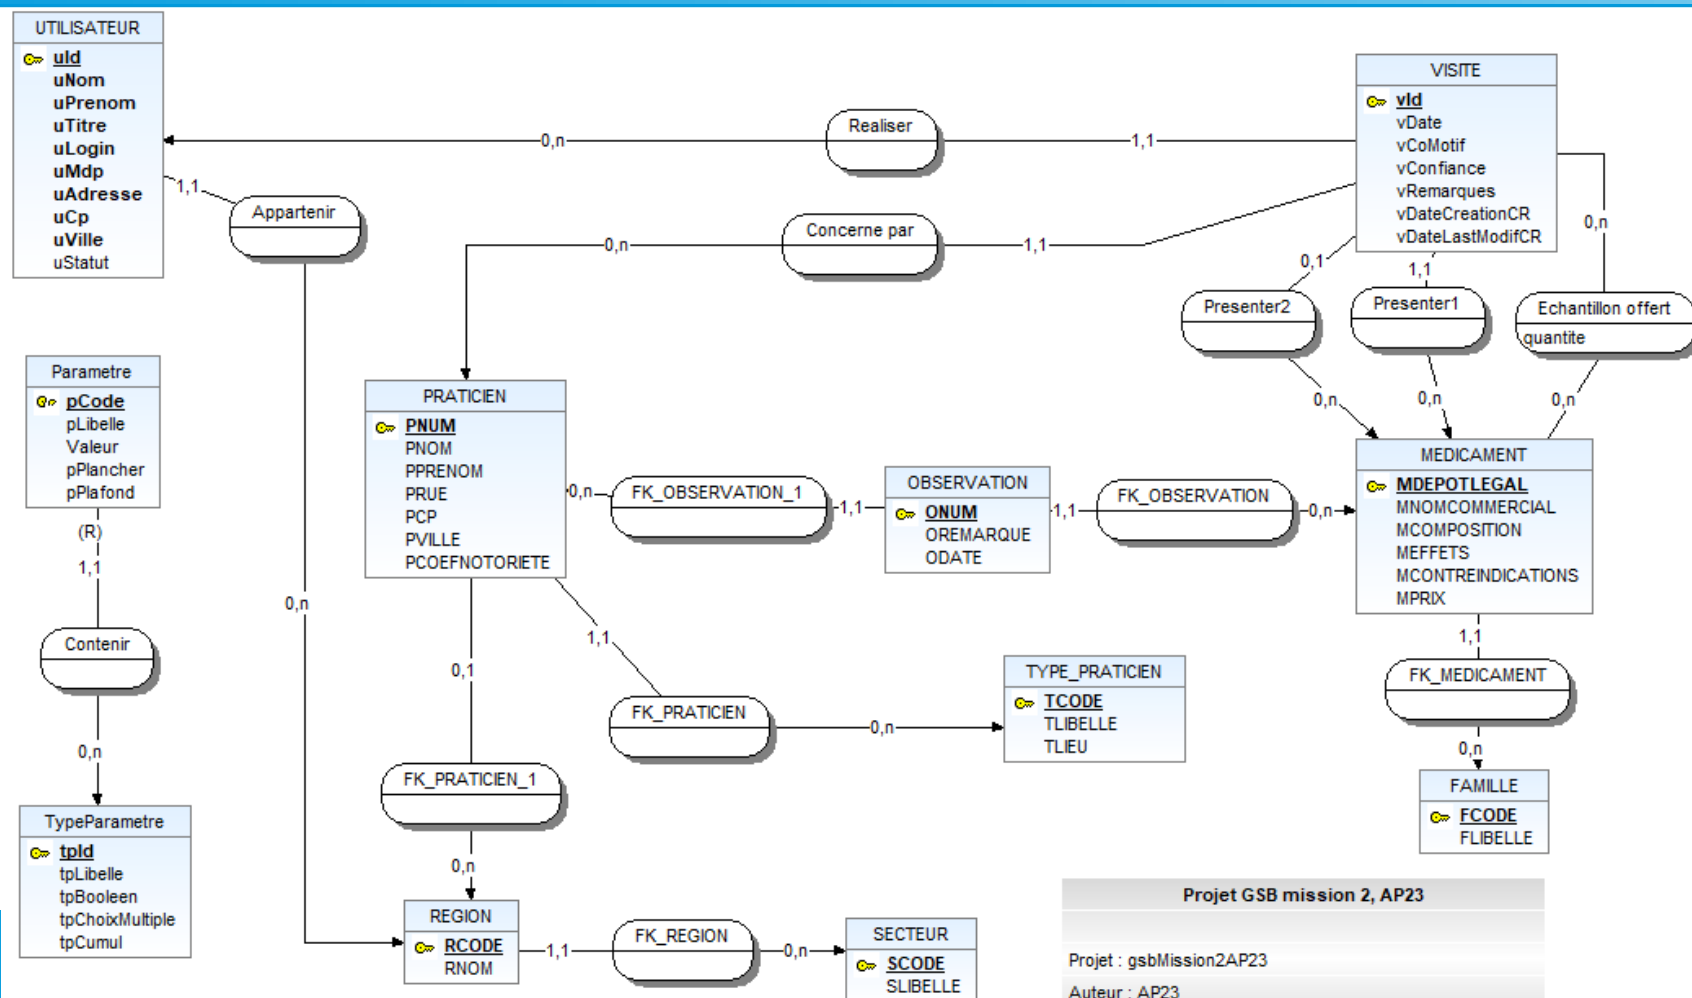 UTILISATEUR
uId
uNom
uPrenom
uTitre
uLogin
uMdp
uAdresse
uCp
uVille
uStatut
0,n
Realiser
1,1
VISITE
vId
vDate
vCoMotif
vConfiance
vRemarques
vDateCreationCR
vDateLastModifCR
1,1
Appartenir
0,n
0,n
Concerne par
1,1
0,1
Presenter2
0,n
1,1
Presenter1
0,n
0,n
Echantillon offert
quantite
0,n
Parametre
pCode
pLibelle
Valeur
pPlancher
pPlafond
(R)
1,1
Contenir
0,n
TypeParametre
tpId
tpLibelle
tpBooleen
tpChoixMultiple
tpCumul
PRATICIEN
PNUM
PNOM
PPRENOM
PRUE
PCP
PVILLE
PCOEFNOTORIETE
0,n
FK_OBSERVATION_1
1,1
OBSERVATION
ONUM
OREMARQUE
ODATE
1,1
FK_OBSERVATION
0,n
MEDICAMENT
MDEPOTLEGAL
MNOMCOMMERCIAL
MCOMPOSITION
MEFFETS
MCONTREINDICATIONS
MPRIX
0,1
FK_PRATICIEN_1
0,n
1,1
FK_PRATICIEN
0,n
TYPE_PRATICIEN
TCODE
TLIBELLE
TLIEU
1,1
FK_MEDICAMENT
0,n
FAMILLE
FCODE
FLIBELLE
REGION
RCODE
RNOM
1,1
FK_REGION
0,n
SECTEUR
SCODE
SLIBELLE
Projet GSB mission 2, AP23
Projet : gsbMission2AP23
Auteur : AP23